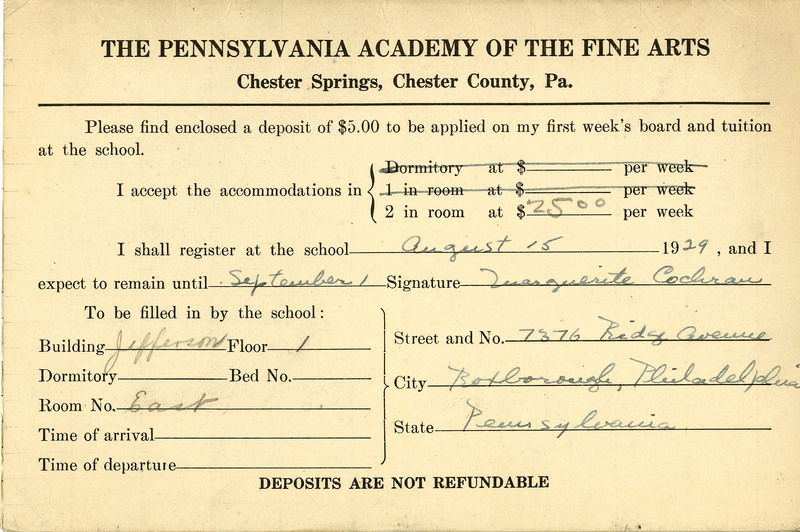 THE PENNSYLVANIA ACADEMY OF THE FINE ARTS
Chester Springs, Chester County, Pa.
Please find enclosed a deposit of $5.00 to be applied on my first week's board and tuition
at the school.
Dormitory at $ per week
I accept the accommodations in 1 in room at $ per week
2 in room at $ 25 00 per week
I shall register at the school August 15 1929, and I
expect to remain until September 1 Signature Marguerite Cochran
To be filled in by the school:
Building Jefferson Floor 1
Street and No. 7376 Ridge Avenue
Dormitory Bed No.
City Roxborough, Philadelphia
Room No. East
State Pennsylvania
Time of arrival
Time of departure
DEPOSITS ARE NOT REFUNDABLE